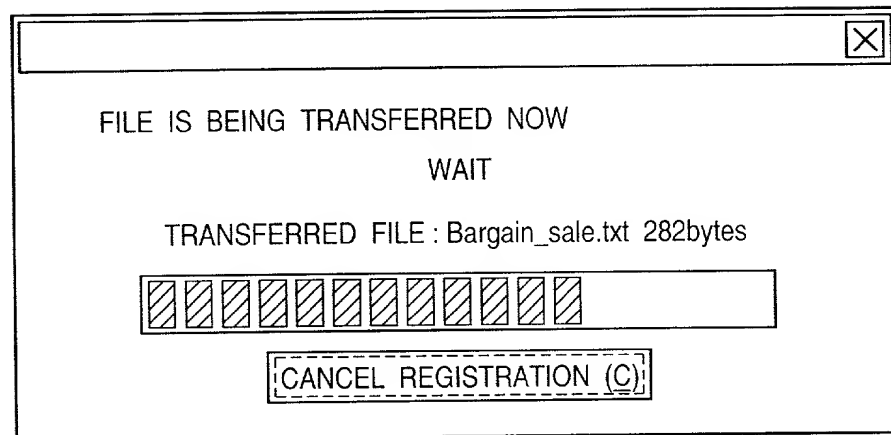 FILE IS BEING TRANSFERRED NOW
WAIT
TRANSFERRED FILE : Bargain_sale.txt 282bytes
CANCEL REGISTRATION (C)